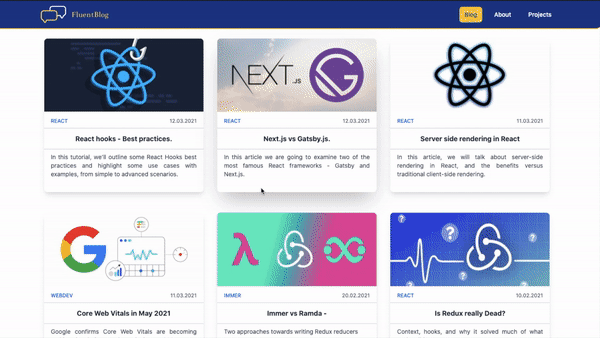 FluentBlog
Blog About Projects
NEXT.JS
REACT 12.03.2021
React hooks - Best practices.
In this tutorial, we'll outline some React Hooks best
practices and highlight some use cases with
examples, from simple to advanced scenarios.
REACT 12.03.2021
Next.js vs Gatsby.js.
In this article we are going to examine two of the
most famous React frameworks - Gatsby and
Next.js.
REACT 11.03.2021
Server side rendering in React
In this article, we will talk about server-side
rendering in React, and the benefits versus
traditional client-side rendering.
WEBDEV 11.03.2021
Core Web Vitals in May 2021
Google confirms Core Web Vitals are becoming
λ
IMMER 20.02.2021
Immer vs Ramda -
Two approaches towards writing Redux reducers
? ? ?
REACT 10.02.2021
Is Redux really Dead?
Context, hooks, and why it solved much of what